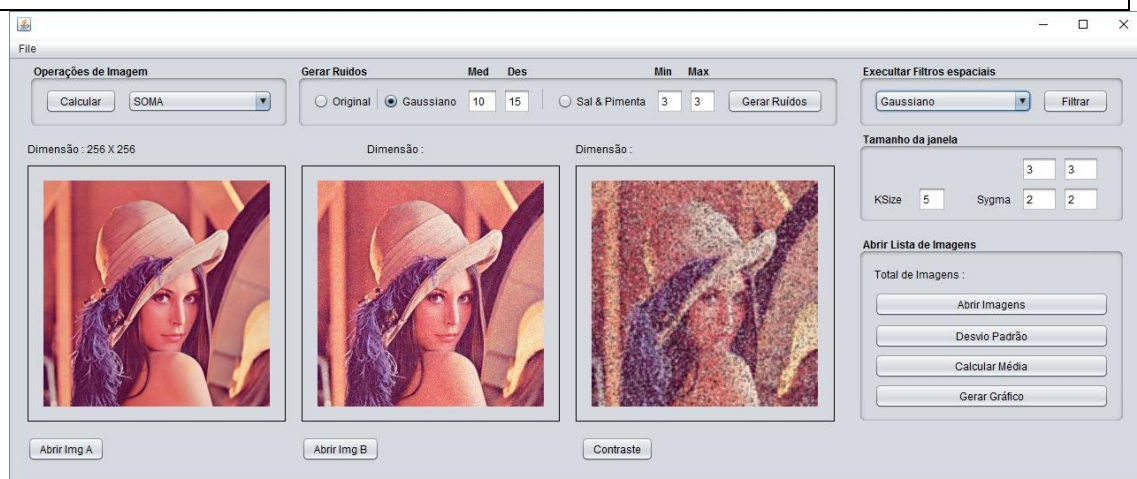 File
Operações de Imagem
Calcular SOMA
Gerar Ruidos Med Des Min Max
Original Gaussiano 10 15 Sal & Pimenta 3 3 Gerar Ruídos
Execultar Filtros espaciais
Gaussiano Filtrar
Dimensão : 256 X 256
Dimensão :
Dimensão :
Tamanho da janela
3 3
KSize 5 Sygma 2 2
Abrir Lista de Imagens
Total de Imagens :
Abrir Imagens
Desvio Padrão
Calcular Média
Gerar Gráfico
Abrir Img A
Abrir Img B
Contraste